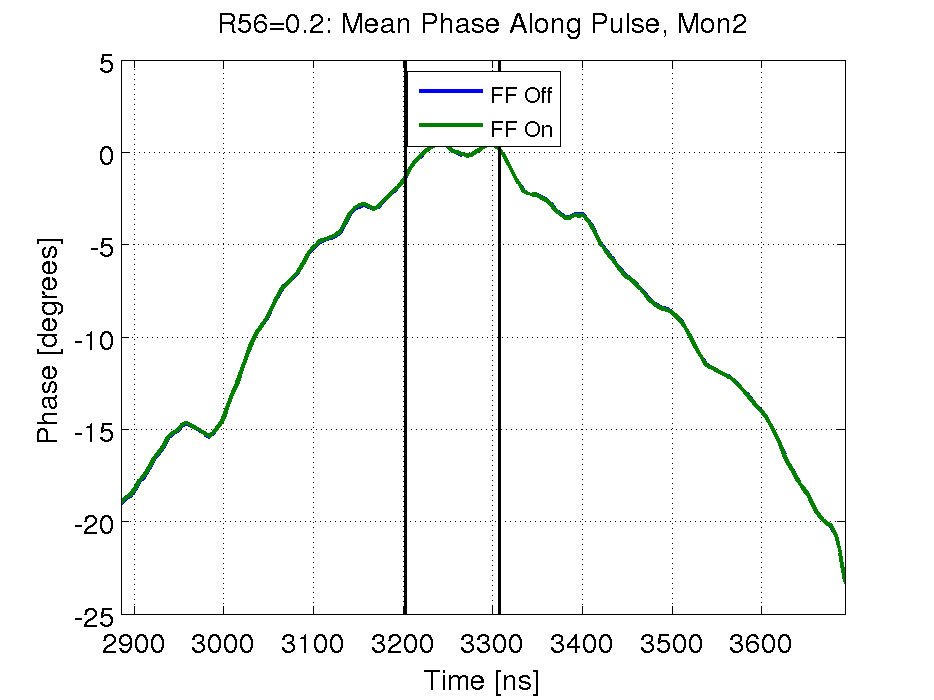 R56=0.2: Mean Phase Along Pulse, Mon2
5
FF Off
FF On
0
-5
-10
-15
-20
-25
Phase [degrees]
2900 3000 3100 3200 3300 3400 3500 3600
Time [ns]